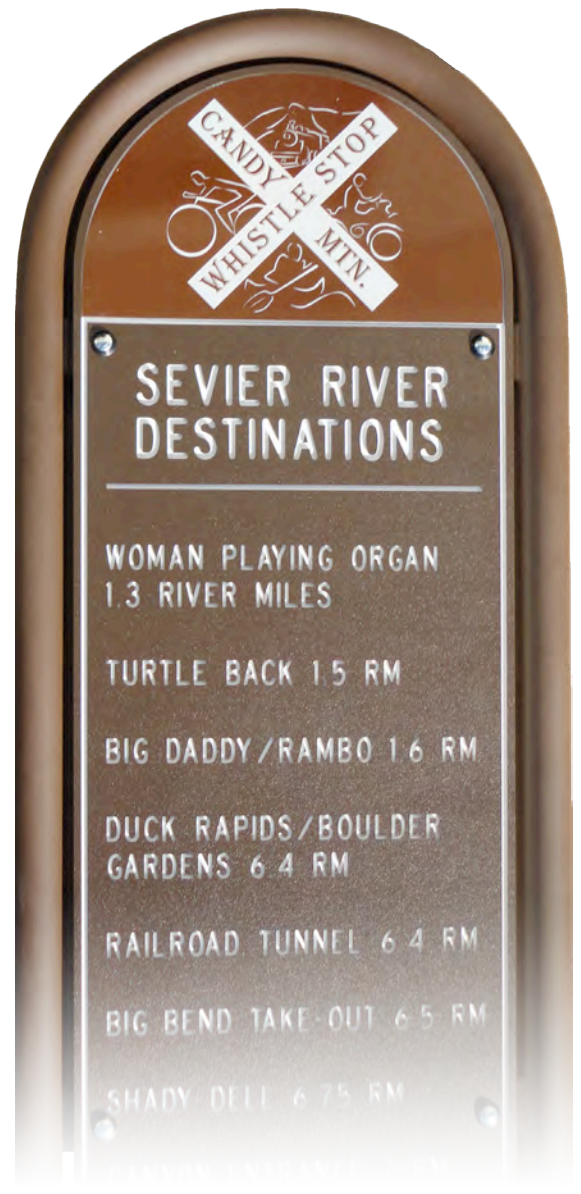 CANDY MTN.
WHISTLE STOP
SEVIER RIVER
DESTINATIONS
WOMAN PLAYING ORGAN
1.3 RIVER MILES
TURTLE BACK 1.5 RM
BIG DADDY/RAMBO 1.6 RM
DUCK RAPIDS/BOULDER
GARDENS 6.4 RM
RAILROAD TUNNEL 6.4 RM
BIG BEND TAKE-OUT 6.5 RM
SHADY DELL 6.75 RM
CANYON ENTRANCE